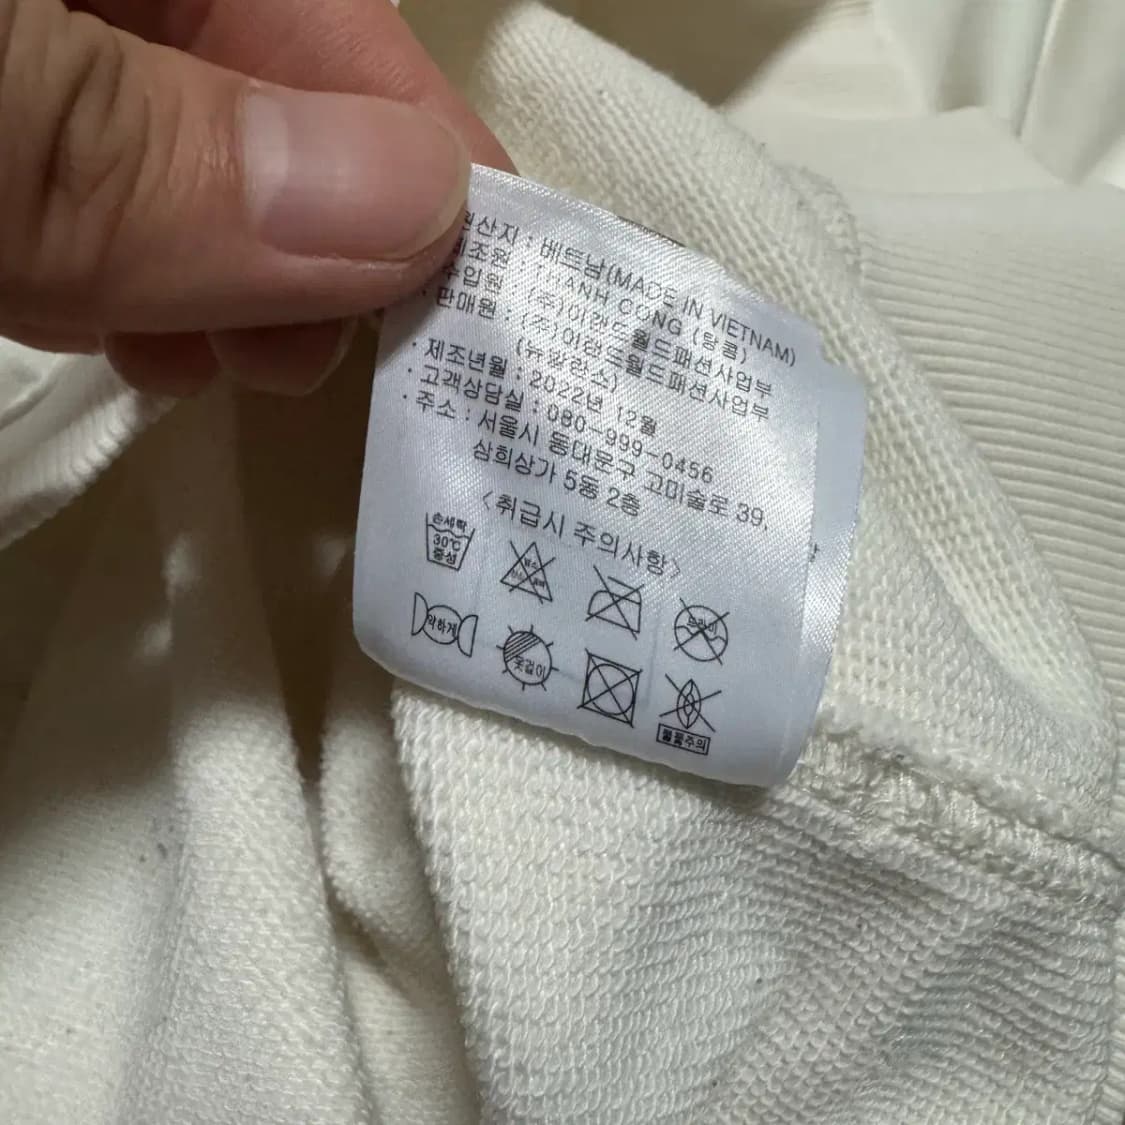 원산지 : 베트남(MADE IN VIETNAM)
제조원 : THANH CONG (탕콩)
수입원 (주)이랜드월드패션사업부
· 판매원 : (주)이랜드월드패션사업부
(뉴발란스)
· 제조년월 : 2022년 12월
· 고객상담실 : 080-999-0456
· 주소 : 서울시 동대문구 고미술로 39,
삼희상가 5동 2층
<취급시 주의사항>
손세탁
30℃
중성
약하게
옷걸이
드라이
불꽃주의